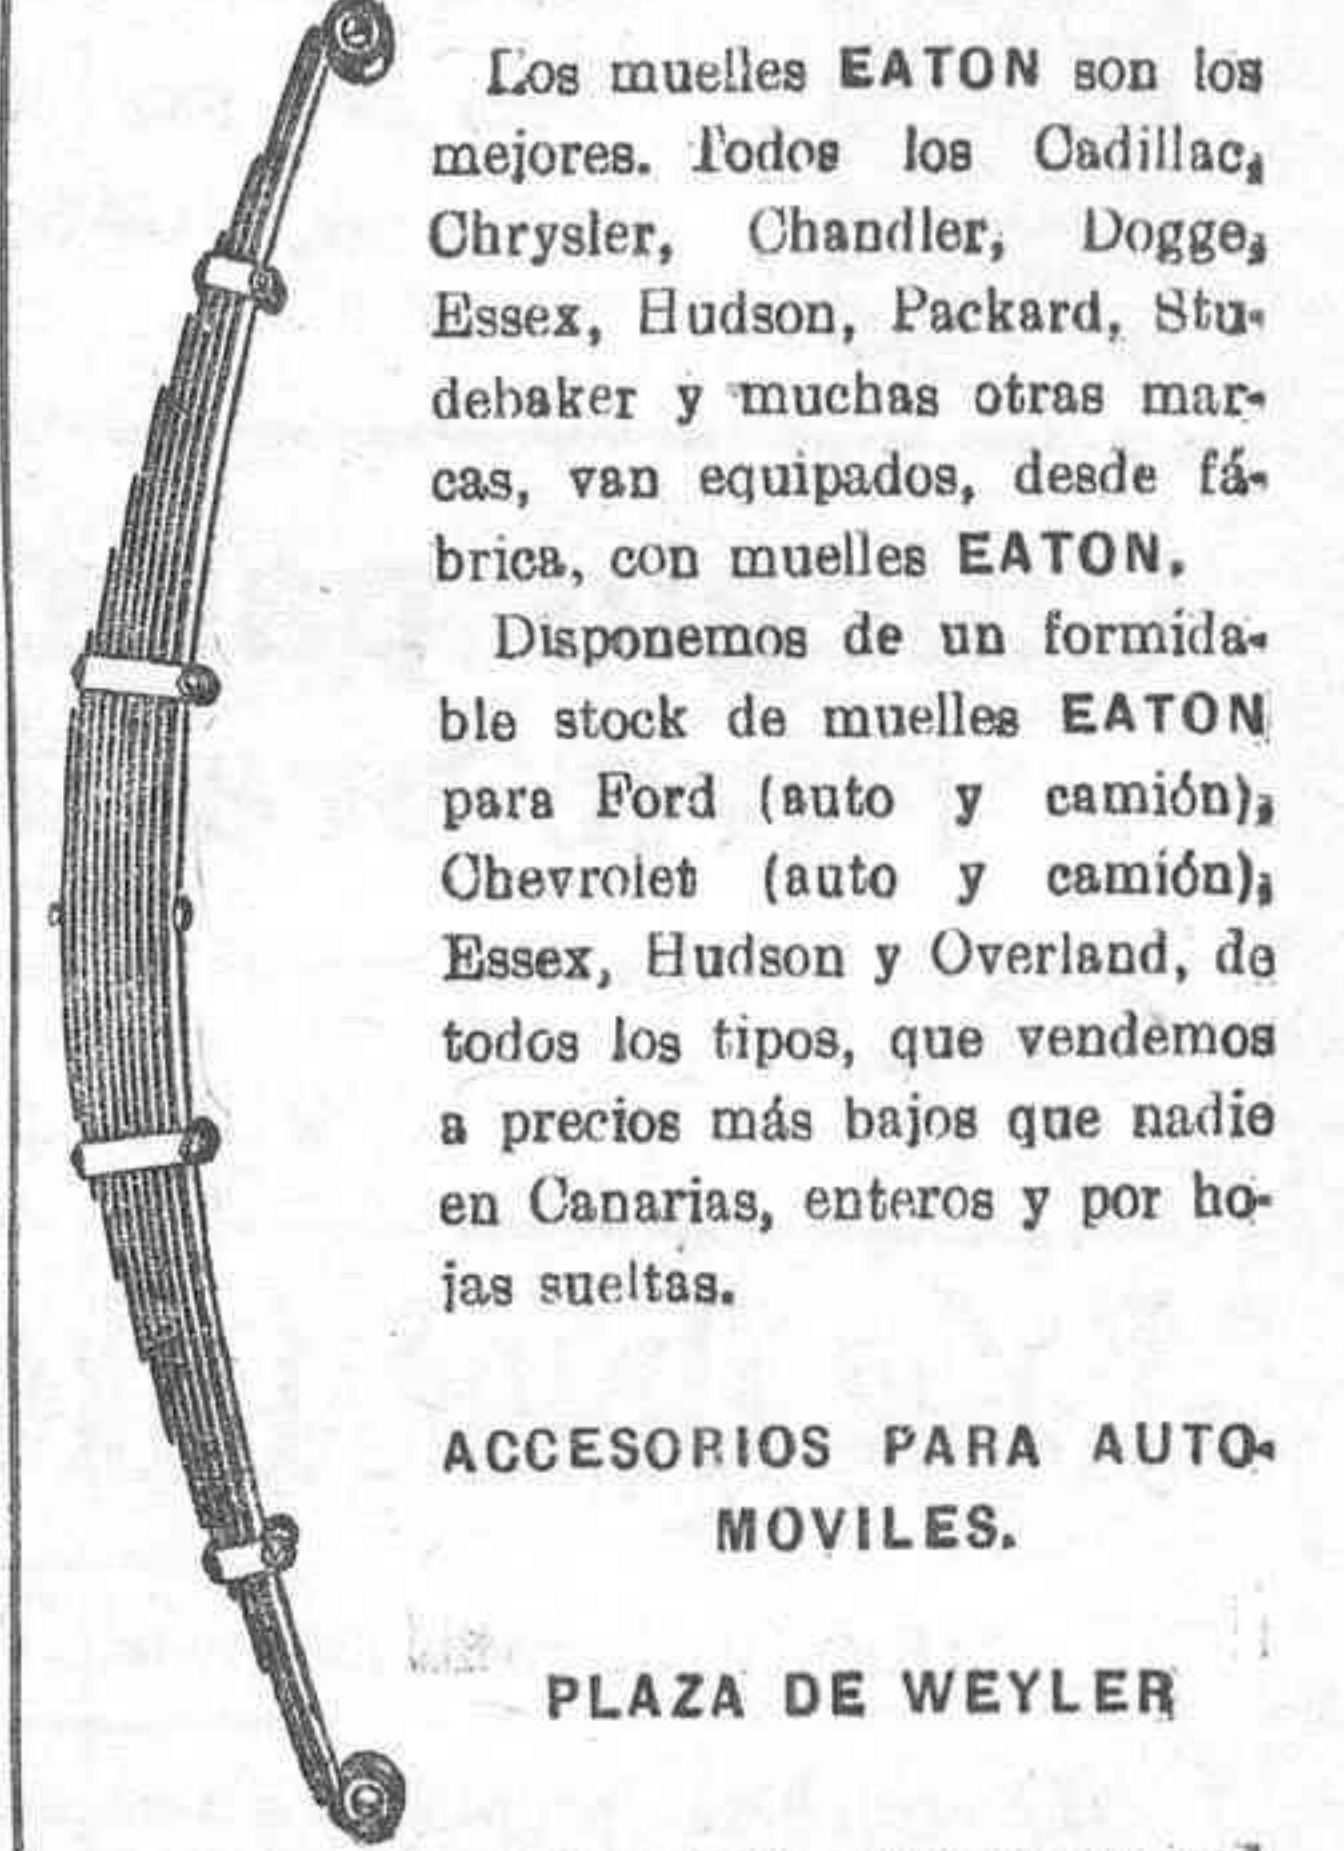 Los muelles EATON son los
mejores. Todos los Cadillac,
Chrysler, Chandler, Dogge,
Essex, Hudson, Packard, Stu-
debaker y muchas otras mar-
cas, van equipados, desde fá-
brica, con muelles EATON.
Disponemos de un formida-
ble stock de muelles EATON
para Ford (auto y camión),
Chevrolet (auto y camión),
Essex, Hudson y Overland, de
todos los tipos, que vendemos
a precios más bajos que nadie
en Canarias, enteros y por ho-
jas sueltas.
ACCESORIOS PARA AUTO-
MOVILES.
PLAZA DE WEYLER